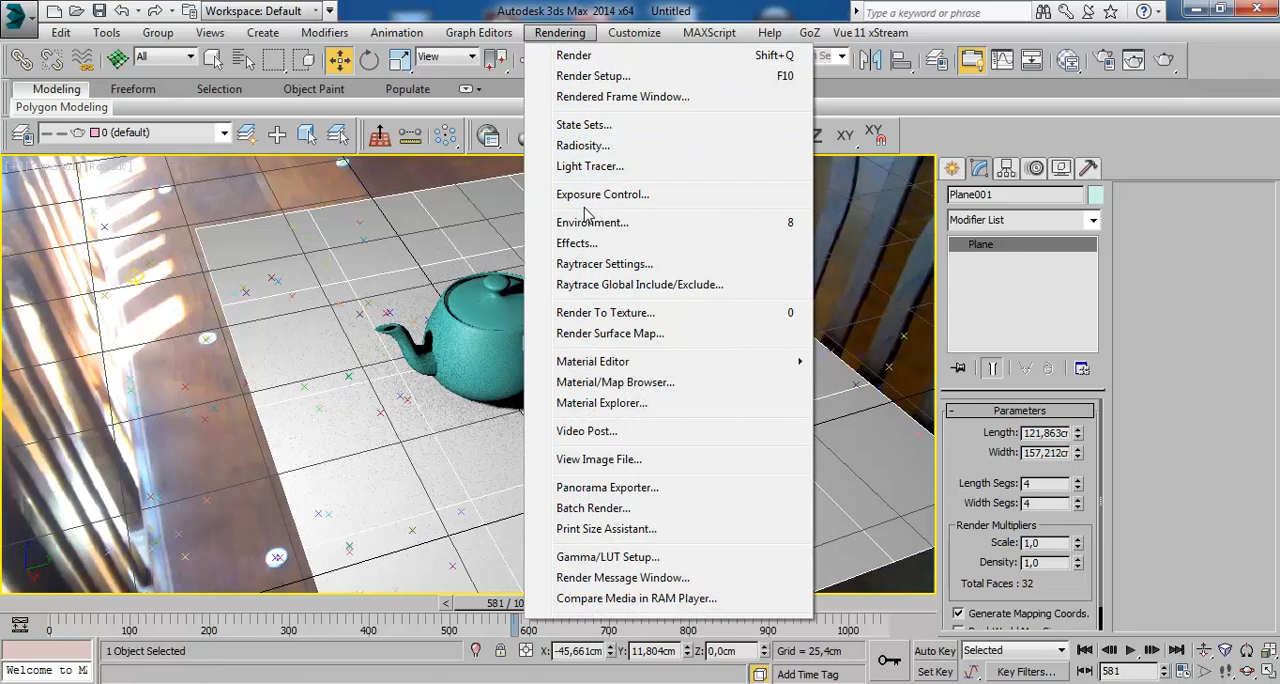 Workspace: Default
Autodesk 3ds Max 2014 x64 Untitled
Type a keyword or phrase
Edit Tools Group Views Create Modifiers Animation Graph Editors Rendering Customize MAXScript Help GoZ Vue 11 xStream
All
View
Modeling Freeform Selection Object Paint Populate
Polygon Modeling
0 (default)
Z XY XY
Render Shift+Q
Render Setup... F10
Rendered Frame Window...
State Sets...
Radiosity...
Light Tracer...
Exposure Control...
Environment... 8
Effects...
Raytracer Settings...
Raytrace Global Include/Exclude...
Render To Texture... 0
Render Surface Map...
Material Editor
Material/Map Browser...
Material Explorer...
Video Post...
View Image File...
Panorama Exporter...
Batch Render...
Print Size Assistant...
Gamma/LUT Setup...
Render Message Window...
Compare Media in RAM Player...
Plane001
Modifier List
Plane
Parameters
Length: 121,863cr
Width: 157,212cm
Length Segs: 4
Width Segs: 4
Render Multipliers
Scale: 1,0
Density: 1,0
Total Faces : 32
Generate Mapping Coords.
581 / 10
0 100 200 300 400 500 600 700 800 900 1000
1 Object Selected
X: -45,661cm Y: 11,804cm Z: 0,0cm Grid = 25,4cm
Auto Key Selected
Welcome to M
Add Time Tag
Set Key Key Filters...
581